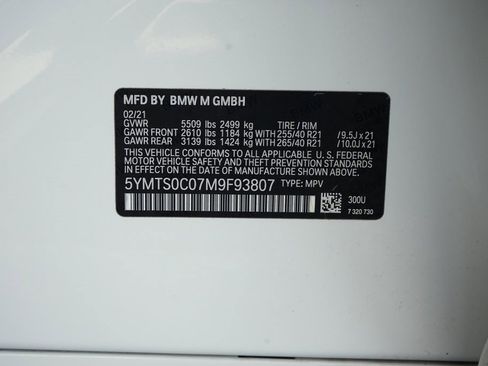 MFD BY BMW M GMBH
02/21
GVWR 5509 lbs 2499 kg TIRE / RIM
GAWR FRONT 2610 lbs 1184 kg WITH 255/40 R21 / 9.5J x 21
GAWR REAR 3139 lbs 1424 kg WITH 265/40 R21 / 10.0J x 21
THIS VEHICLE CONFORMS TO ALL APPLICABLE U.S. FEDERAL
MOTOR VEHICLE SAFETY, BUMPER, AND THEFT PREVENTION
STANDARDS IN EFFECT ON THE DATE OF MANUFACTURE
SHOWN ABOVE.
5YMTS0C07M9F93807 TYPE: MPV
300U
7 320 730